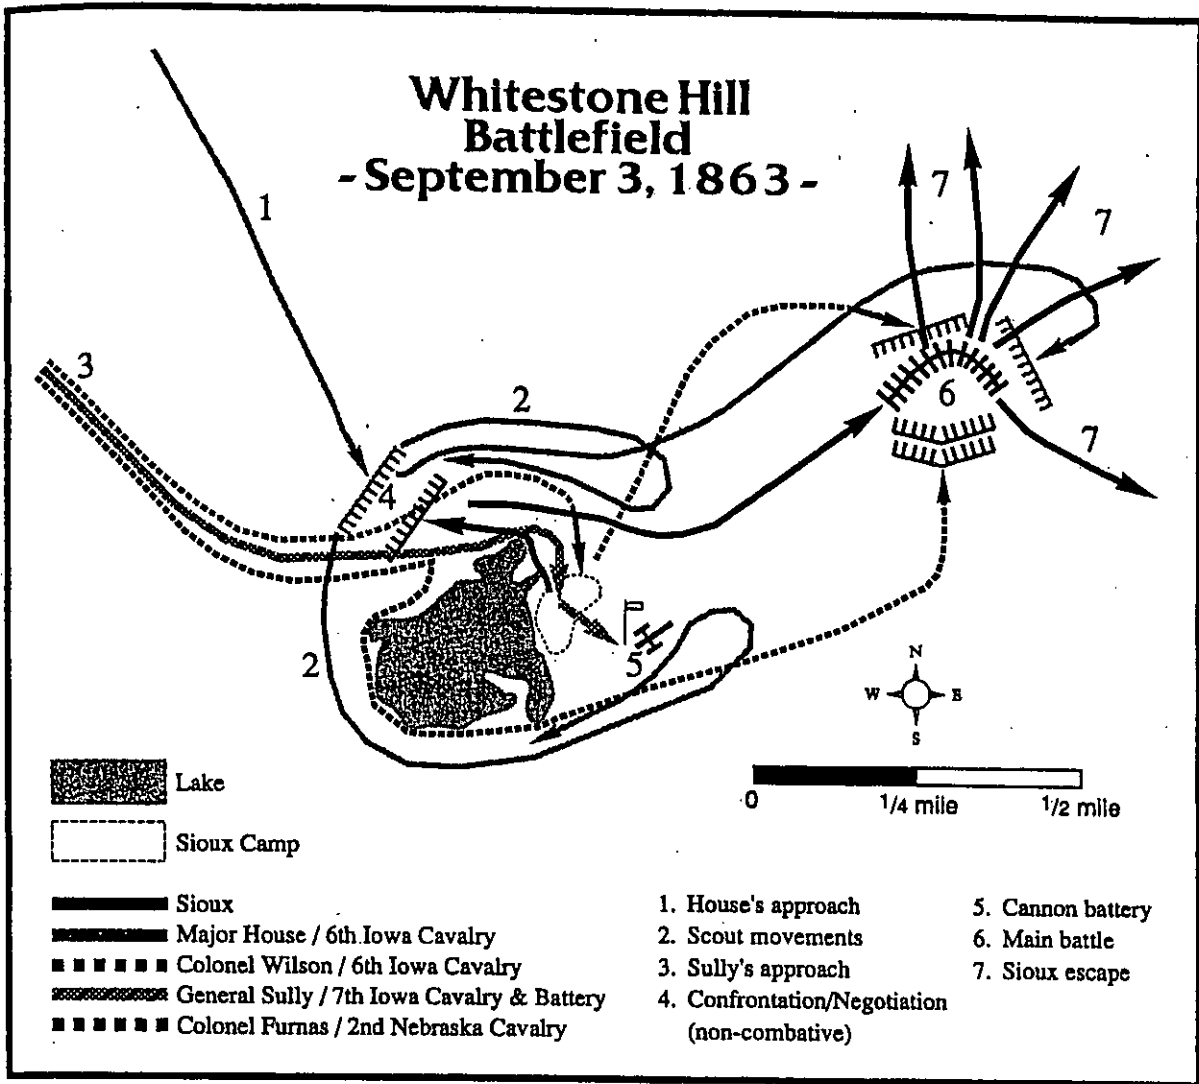 Whitestone Hill
Battlefield
- September 3, 1863 -
1
7
7
3
2
6
7
4
2
5
N
W E
S
0 1/4 mile 1/2 mile
Lake
Sioux Camp
Sioux
Major House / 6th Iowa Cavalry
Colonel Wilson / 6th Iowa Cavalry
General Sully / 7th Iowa Cavalry & Battery
Colonel Furnas / 2nd Nebraska Cavalry
1. House's approach
2. Scout movements
3. Sully's approach
4. Confrontation/Negotiation
(non-combative)
5. Cannon battery
6. Main battle
7. Sioux escape